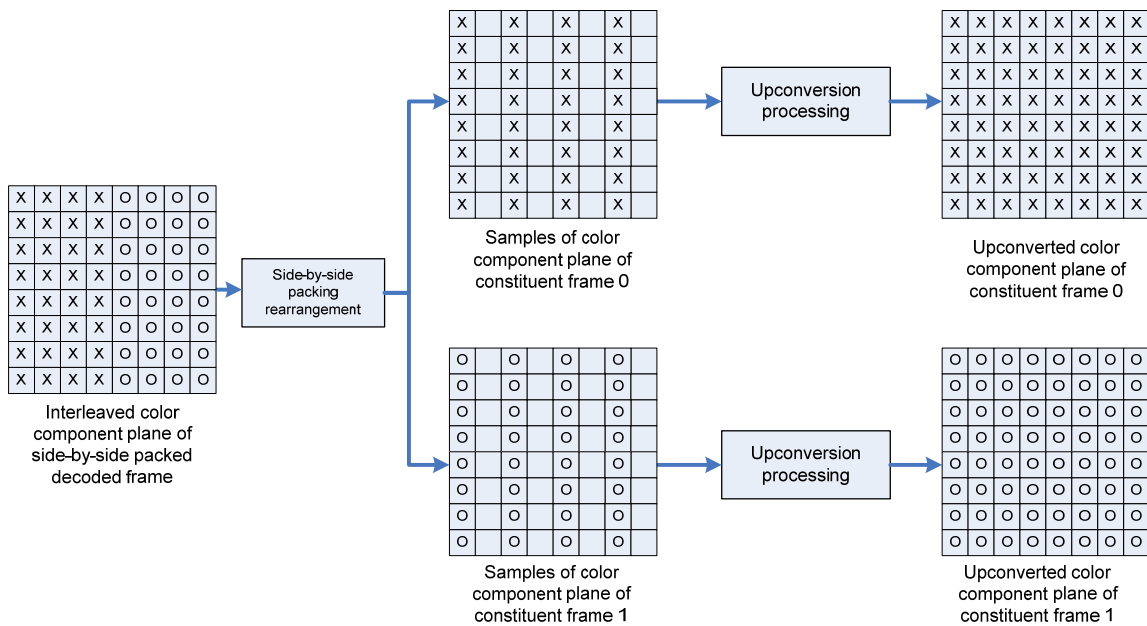 X X X X
X X X X
X X X X
X X X X
X X X X
X X X X
X X X X
X X X X
Upconversion
processing
X X X X X X X X
X X X X X X X X
X X X X X X X X
X X X X X X X X
X X X X X X X X
X X X X X X X X
X X X X X X X X
X X X X X X X X
Samples of color
component plane of
constituent frame 0
Upconverted color
component plane of
constituent frame 0
X X X X O O O O
X X X X O O O O
X X X X O O O O
X X X X O O O O
X X X X O O O O
X X X X O O O O
X X X X O O O O
X X X X O O O O
Interleaved color
component plane of
side-by-side packed
decoded frame
Side-by-side
packing
rearrangement
O O O O
O O O O
O O O O
O O O O
O O O O
O O O O
O O O O
O O O O
Upconversion
processing
O O O O O O O O
O O O O O O O O
O O O O O O O O
O O O O O O O O
O O O O O O O O
O O O O O O O O
O O O O O O O O
O O O O O O O O
Samples of color
component plane of
constituent frame 1
Upconverted color
component plane of
constituent frame 1